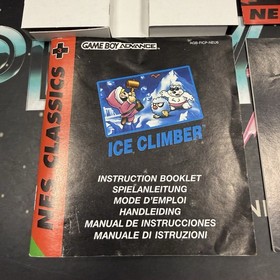 GAME BOY ADVANCE
NES CLASSICS
ICE CLIMBER
INSTRUCTION BOOKLET
SPIELANLEITUNG
MODE D'EMPLOI
HANDLEIDING
MANUAL DE INSTRUCCIONES
MANUALE DI ISTRUZIONI
NES